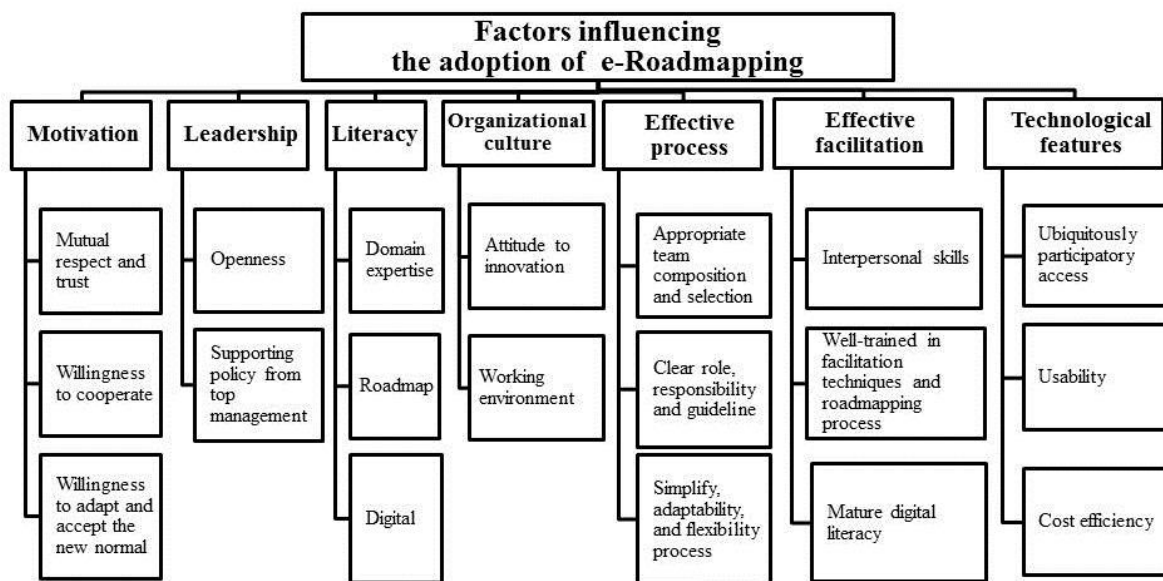 Factors influencing
the adoption of e-Roadmapping
Motivation
Leadership
Literacy
Organizational
culture
Effective
process
Effective
facilitation
Technological
features
Mutual
respect and
trust
Willingness
to cooperate
Willingness
to adapt and
accept the
new normal
Openness
Supporting
policy from
top
management
Domain
expertise
Roadmap
Digital
Attitude to
innovation
Working
environment
Appropriate
team
composition
and selection
Clear role,
responsibility
and guideline
Simplify,
adaptability,
and flexibility
process
Interpersonal skills
Well-trained in
facilitation
techniques and
roadmapping
process
Mature digital
literacy
Ubiquitously
participatory
access
Usability
Cost efficiency